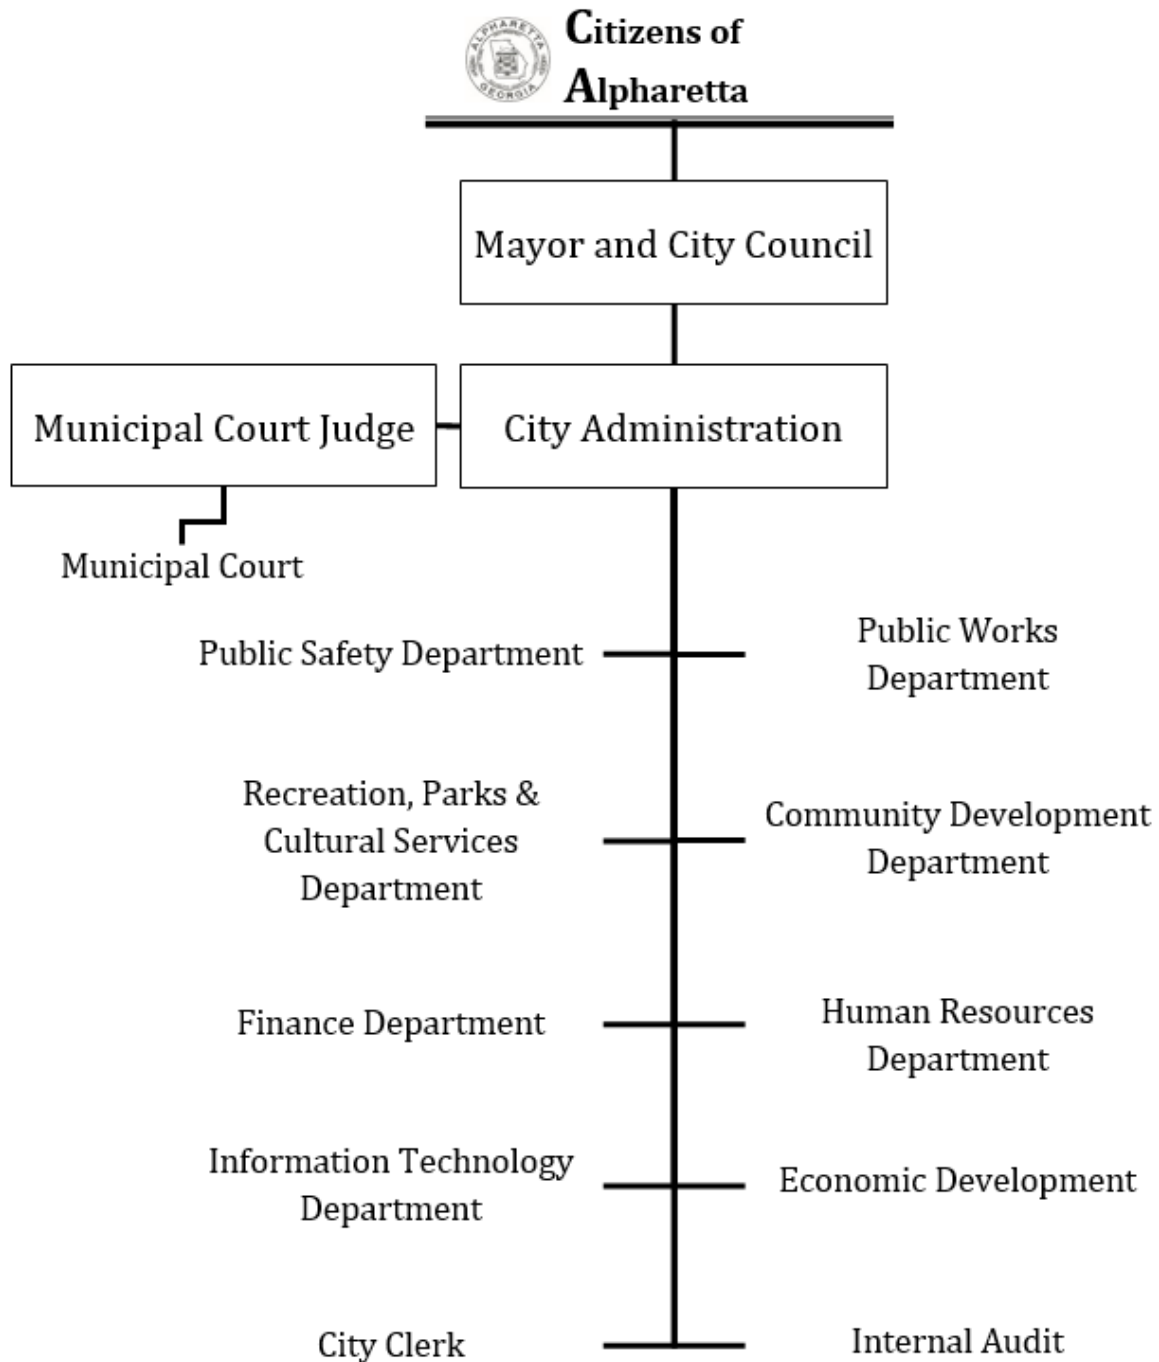 ALPHARETTA
GEORGIA
Citizens of
Alpharetta
Mayor and City Council
Municipal Court Judge
City Administration
Municipal Court
Public Safety Department
Public Works
Department
Recreation, Parks &
Cultural Services
Department
Community Development
Department
Finance Department
Human Resources
Department
Information Technology
Department
Economic Development
City Clerk
Internal Audit